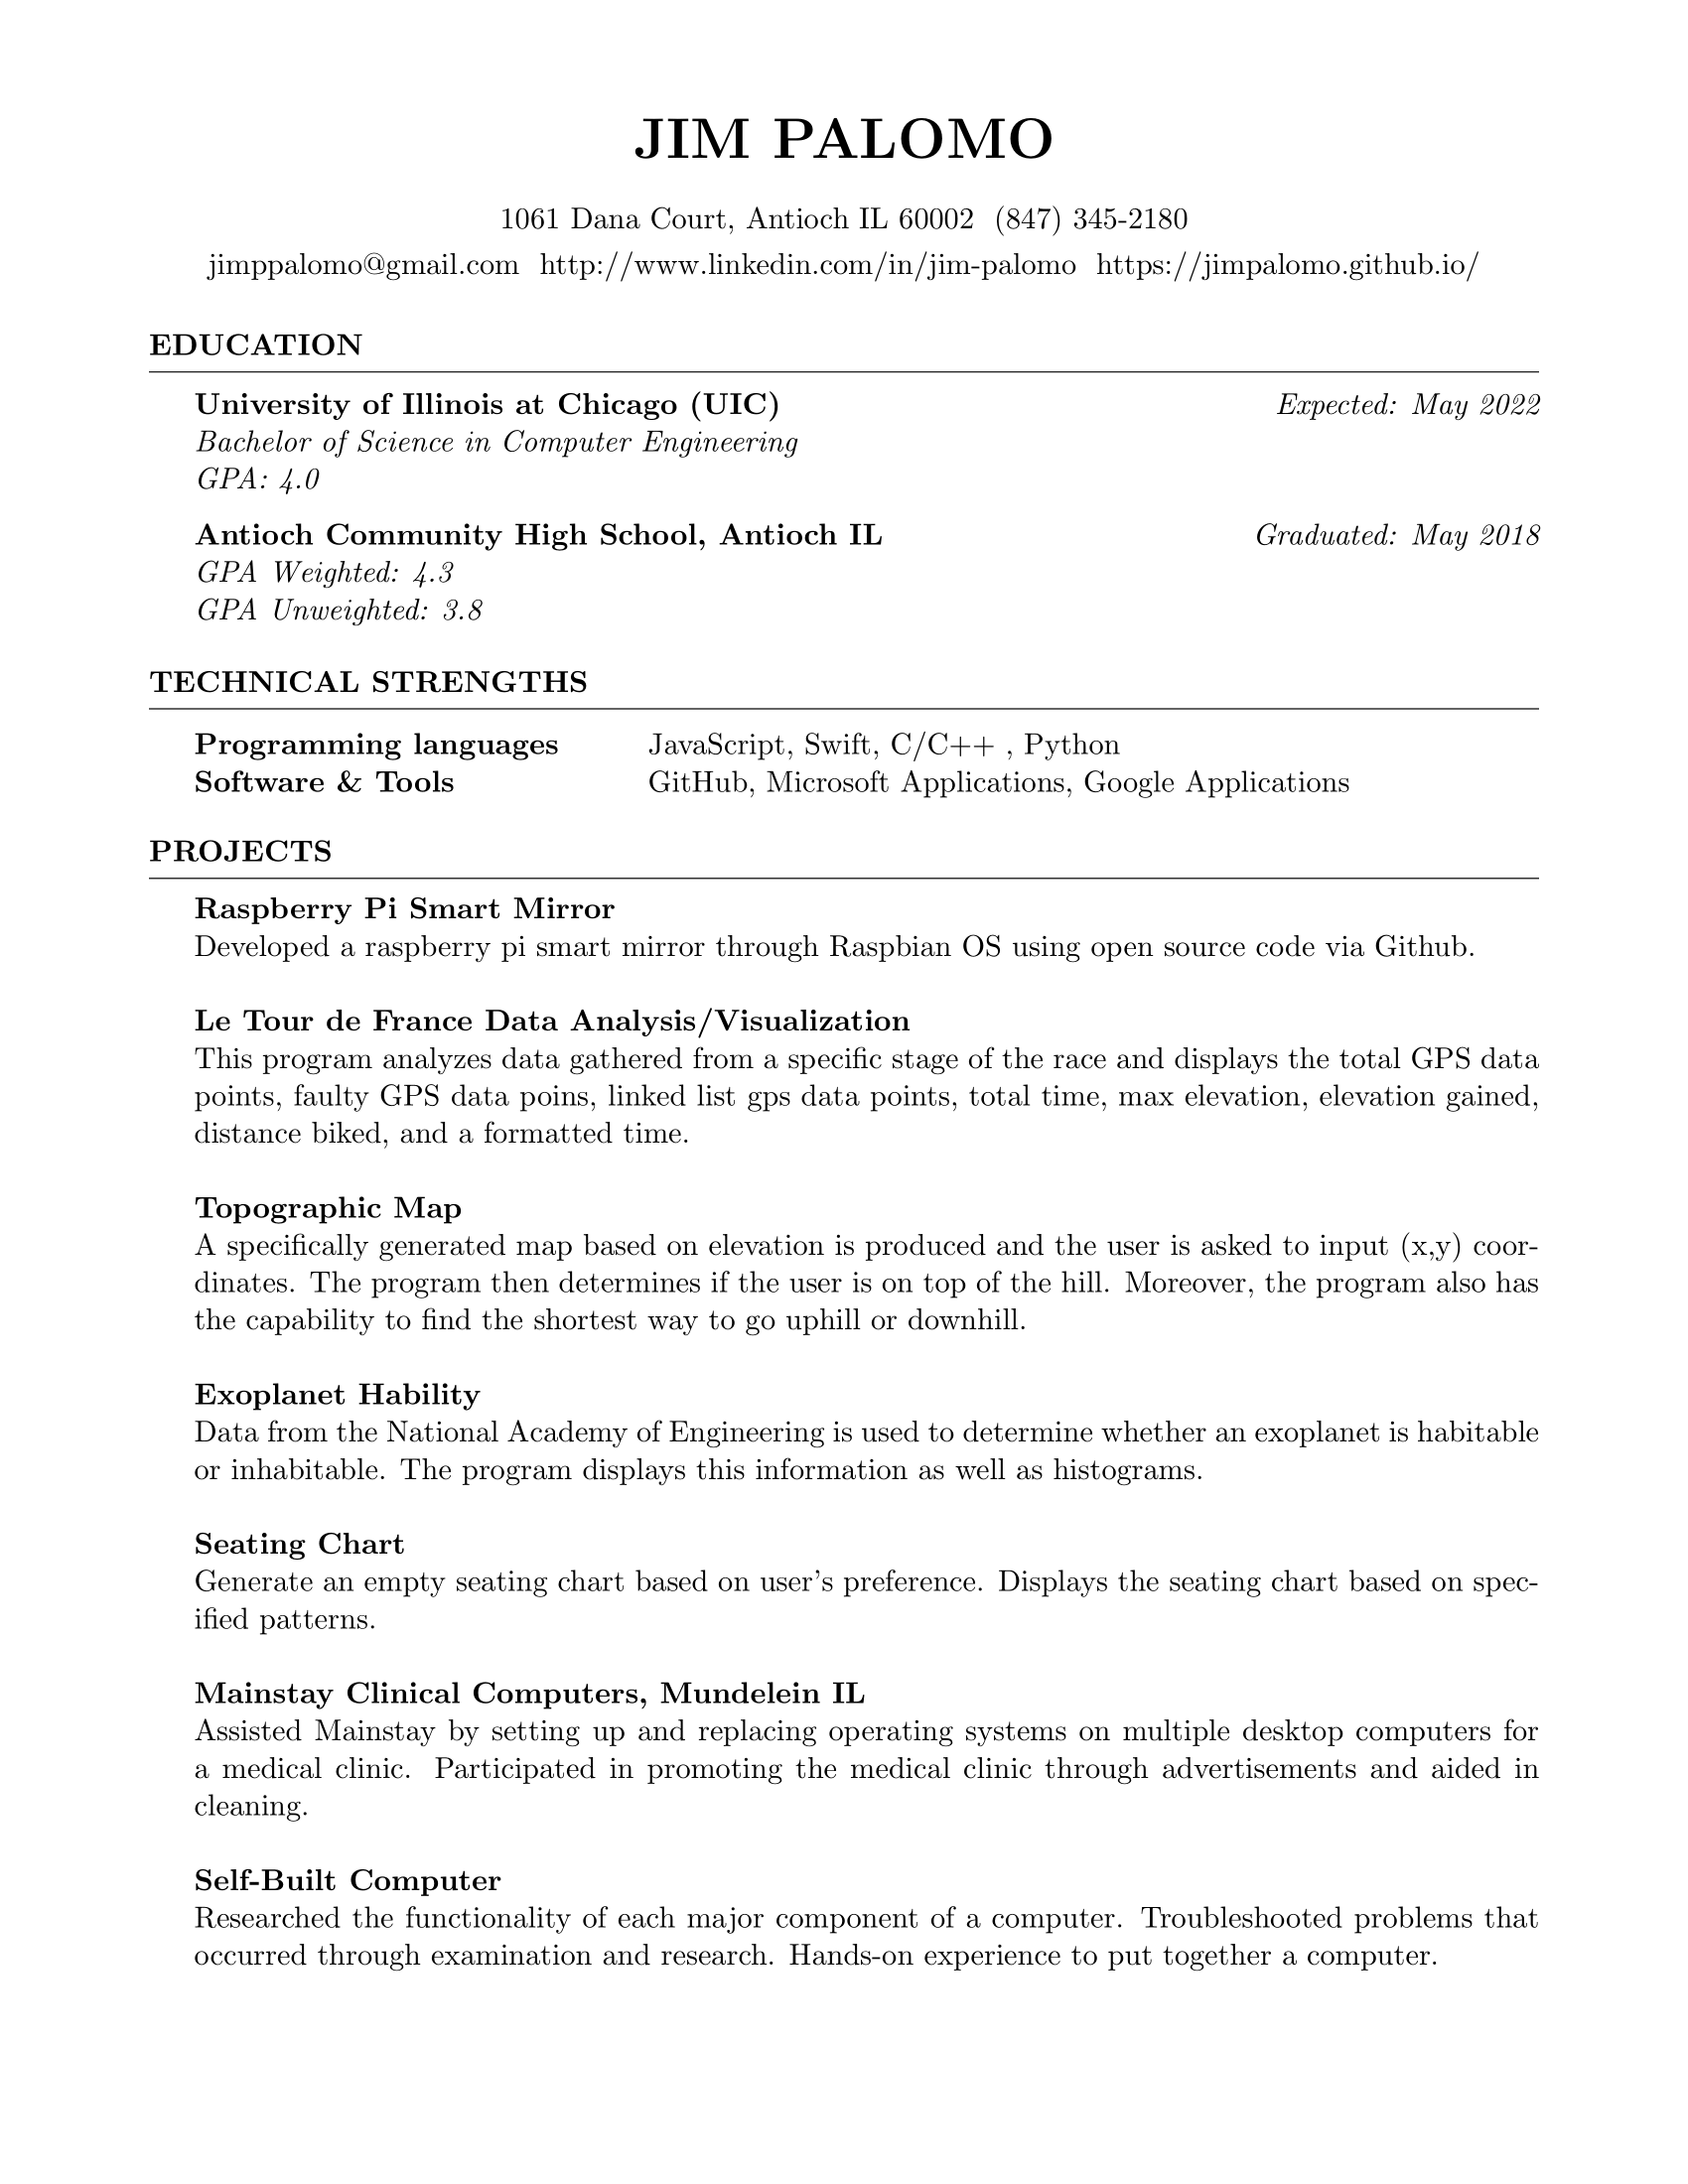 JIM PALOMO
1061 Dana Court, Antioch IL 60002 (847) 345-2180
jimppalomo@gmail.com http://www.linkedin.com/in/jim-palomo https://jimpalomo.github.io/
EDUCATION
University of Illinois at Chicago (UIC) Expected: May 2022
Bachelor of Science in Computer Engineering
GPA: 4.0
Antioch Community High School, Antioch IL Graduated: May 2018
GPA Weighted: 4.3
GPA Unweighted: 3.8
TECHNICAL STRENGTHS
Programming languages JavaScript, Swift, C/C++ , Python
Software & Tools GitHub, Microsoft Applications, Google Applications
PROJECTS
Raspberry Pi Smart Mirror
Developed a raspberry pi smart mirror through Raspbian OS using open source code via Github.
Le Tour de France Data Analysis/Visualization
This program analyzes data gathered from a specific stage of the race and displays the total GPS data
points, faulty GPS data poins, linked list gps data points, total time, max elevation, elevation gained,
distance biked, and a formatted time.
Topographic Map
A specifically generated map based on elevation is produced and the user is asked to input (x,y) coor-
dinates. The program then determines if the user is on top of the hill. Moreover, the program also has
the capability to find the shortest way to go uphill or downhill.
Exoplanet Hability
Data from the National Academy of Engineering is used to determine whether an exoplanet is habitable
or inhabitable. The program displays this information as well as histograms.
Seating Chart
Generate an empty seating chart based on user's preference. Displays the seating chart based on spec-
ified patterns.
Mainstay Clinical Computers, Mundelein IL
Assisted Mainstay by setting up and replacing operating systems on multiple desktop computers for
a medical clinic. Participated in promoting the medical clinic through advertisements and aided in
cleaning.
Self-Built Computer
Researched the functionality of each major component of a computer. Troubleshooted problems that
occurred through examination and research. Hands-on experience to put together a computer.